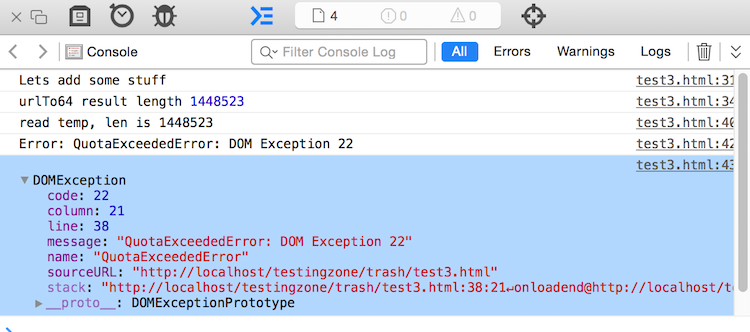 4 0 0
Console Filter Console Log All Errors Warnings Logs
Lets add some stuff test3.html:31
urlTo64 result length 1448523 test3.html:34
read temp, len is 1448523 test3.html:40
Error: QuotaExceededError: DOM Exception 22 test3.html:42
test3.html:43
DOMException
code: 22
column: 21
line: 38
message: "QuotaExceededError: DOM Exception 22"
name: "QuotaExceededError"
sourceURL: "http://localhost/testingzone/trash/test3.html"
stack: "http://localhost/testingzone/trash/test3.html:38:21↵onloadend@http://localhost/te
__proto__: DOMExceptionPrototype